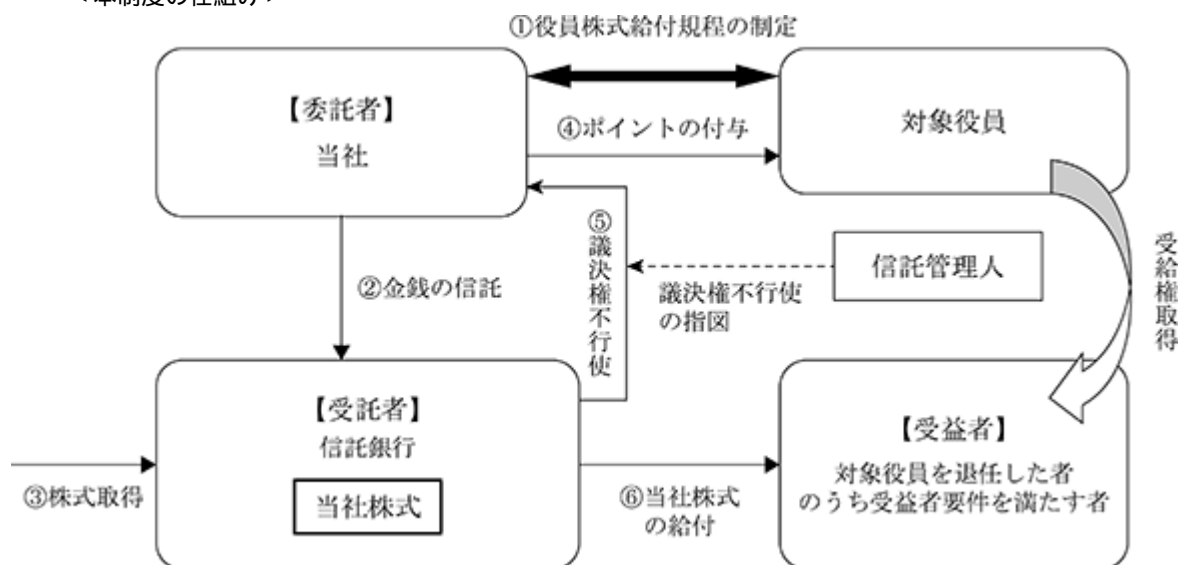 ＜本制度の仕組み＞
①役員株式給付規程の制定
【委託者】
当社
④ポイントの付与
対象役員
⑤議決権不行使
信託管理人
受給権取得
②金銭の信託
議決権不行使
の指図
【受託者】
信託銀行
当社株式
③株式取得
⑥当社株式
の給付
【受益者】
対象役員を退任した者
のうち受益者要件を満たす者